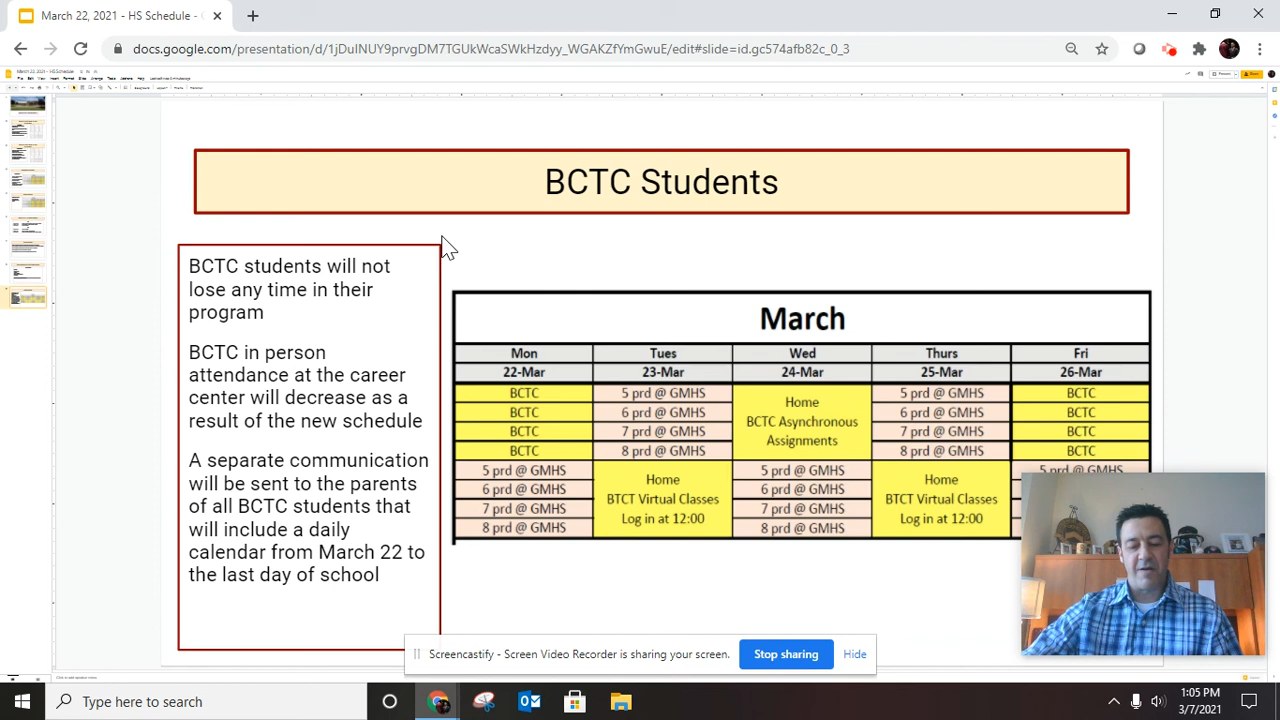 March 22, 2021 - HS Schedule -
docs.google.com/presentation/d/1jDulNUY9prvgDM7TGUkWcaSWkHzdyy_WGAKZfYmGwuE/edit#slide=id.gc574afb82c_0_3
March 22, 2021 - HS Schedule
BCTC Students
BCTC students will not
lose any time in their
program
BCTC in person
attendance at the career
center will decrease as a
result of the new schedule
A separate communication
will be sent to the parents
of all BCTC students that
will include a daily
calendar from March 22 to
the last day of school
March
Mon Tues Wed Thurs Fri
22-Mar 23-Mar 24-Mar 25-Mar 26-Mar
BCTC 5 prd @ GMHS Home 5 prd @ GMHS BCTC
BCTC 6 prd @ GMHS BCTC Asynchronous 6 prd @ GMHS BCTC
BCTC 7 prd @ GMHS Assignments 7 prd @ GMHS BCTC
BCTC 8 prd @ GMHS 8 prd @ GMHS BCTC
5 prd @ GMHS Home 5 prd @ GMHS Home 5 prd @ GMHS
6 prd @ GMHS BTCT Virtual Classes 6 prd @ GMHS BTCT Virtual Classes
7 prd @ GMHS Log in at 12:00 7 prd @ GMHS Log in at 12:00
8 prd @ GMHS 8 prd @ GMHS
Screencastify - Screen Video Recorder is sharing your screen. Stop sharing Hide
Type here to search
1:05 PM
3/7/2021